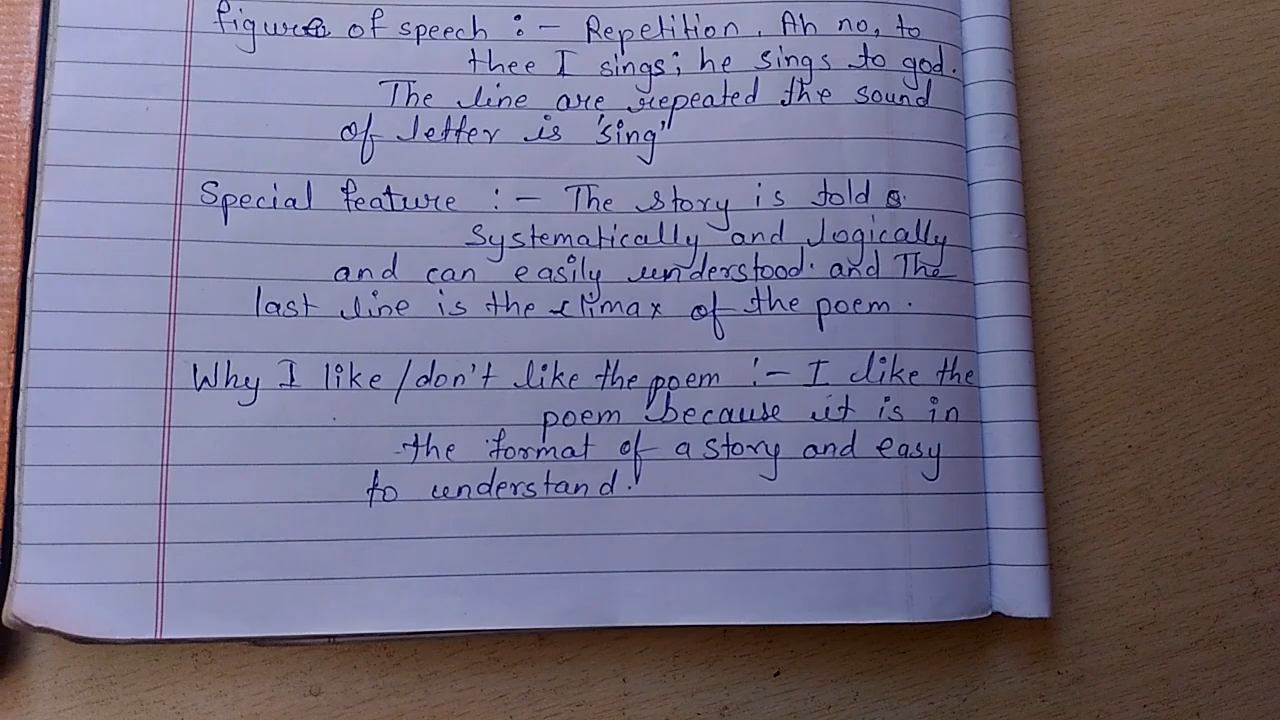 figure of speech :- Repetition. Ah no, to
thee I sings; he sings to god.
The line are repeated the sound
of letter is 'sing"
Special feature :- The story is told
systematically and logically
and can easily understood. and The
last line is the climax of the poem.
Why I like/don't like the poem :- I like the
poem because it is in
the format of a story and easy
to understand.